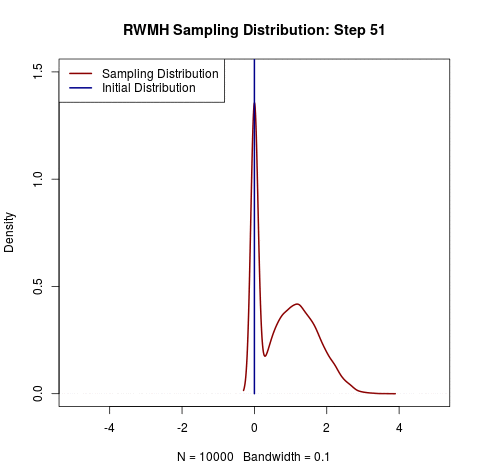 RWMH Sampling Distribution: Step 51
Sampling Distribution
Initial Distribution
1.5
1.0
0.5
0.0
Density
-4
-2
0
2
4
N = 10000   Bandwidth = 0.1